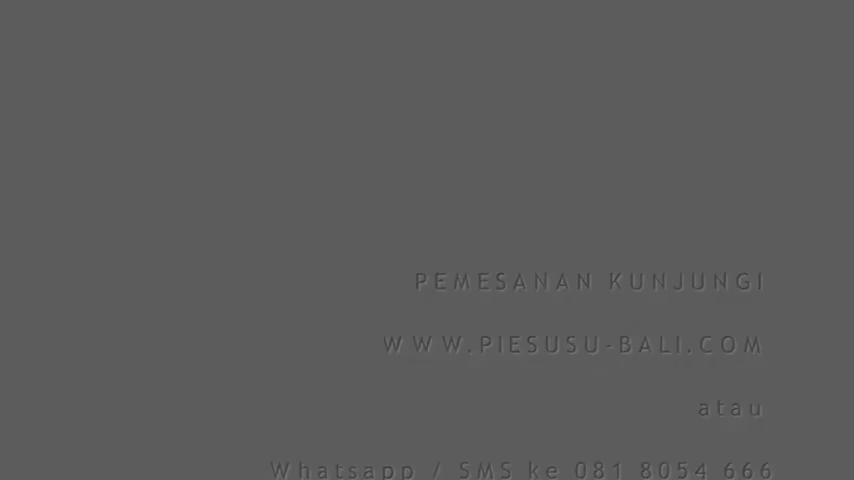 PEMESANAN KUNJUNGI
WWW.PIESUSU-BALI.COM
atau
Whatsapp / SMS ke 081 8054 666